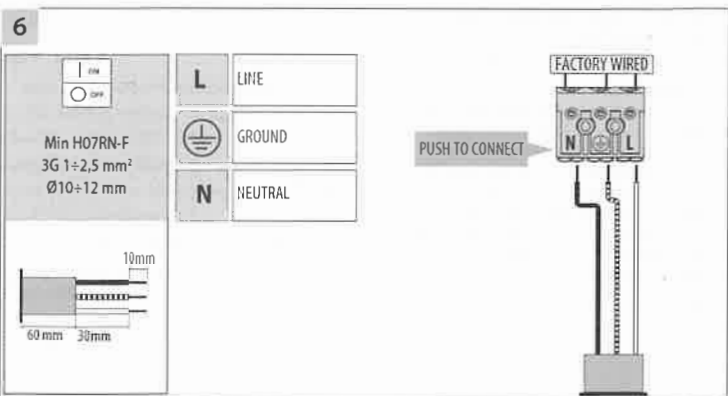 6
ON
OFF
Min H07RN-F
3G 1÷2,5 mm²
Ø10÷12 mm
L LINE
GROUND
N NEUTRAL
10mm
60 mm 30mm
FACTORY WIRED
N L
PUSH TO CONNECT